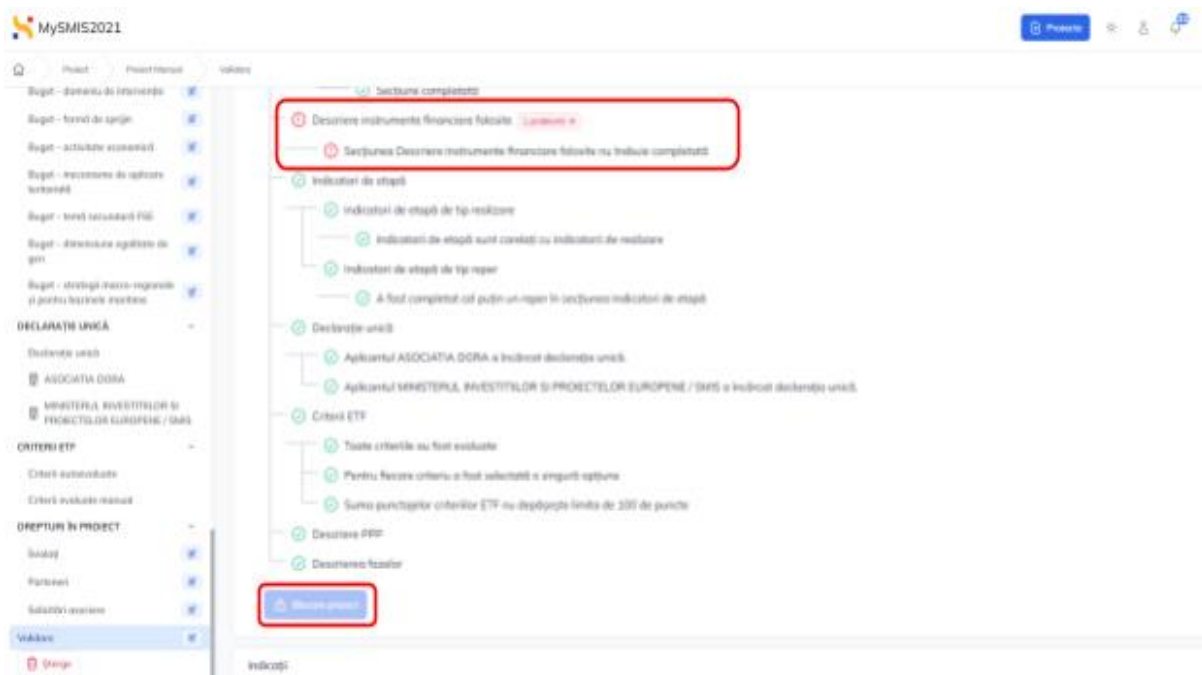 MySMIS2021
Proiecte
Proiect
Proiect
Validare
Buget - domeniu de intervenție
Secțiune completată
Buget - formă de sprijin
Descriere instrumente financiare folosite
Buget - activitate economică
Secțiunea Descriere instrumente financiare folosite nu trebuie completată
Buget - mecanisme de aplicare
teritorială
Indicatori de etapă
Indicatori de etapă de tip realizare
Buget - temă secundară FSE
Indicatorii de etapă sunt corelați cu indicatorii de realizare
Buget - dimensiune egalitate de
gen
Indicatori de etapă de tip reper
Buget - strategii macro-regionale
și pentru bazinele maritime
A fost completat cel puțin un reper în secțiunea indicatori de etapă
DECLARAȚIE UNICĂ
Declarație unică
Declarație unică
Aplicantul ASOCIATIA DORA a încărcat declarația unică
ASOCIATIA DORA
Aplicantul MINISTERUL INVESTITIILOR SI PROIECTELOR EUROPENE / SMIS a încărcat declarația unică
MINISTERUL INVESTITIILOR SI
PROIECTELOR EUROPENE / SMIS
Criterii ETF
CRITERII ETF
Toate criteriile au fost evaluate
Criterii autoevaluate
Pentru fiecare criteriu a fost selectată o singură opțiune
Criterii evaluate manual
Suma punctajelor criteriilor ETF nu depășește limita de 100 de puncte
DREPTURI ÎN PROIECT
Descriere PPP
Invitați
Descrierea fazelor
Parteneri
Solicitări asociere
Blocare proiect
Validare
Șterge
Indicații